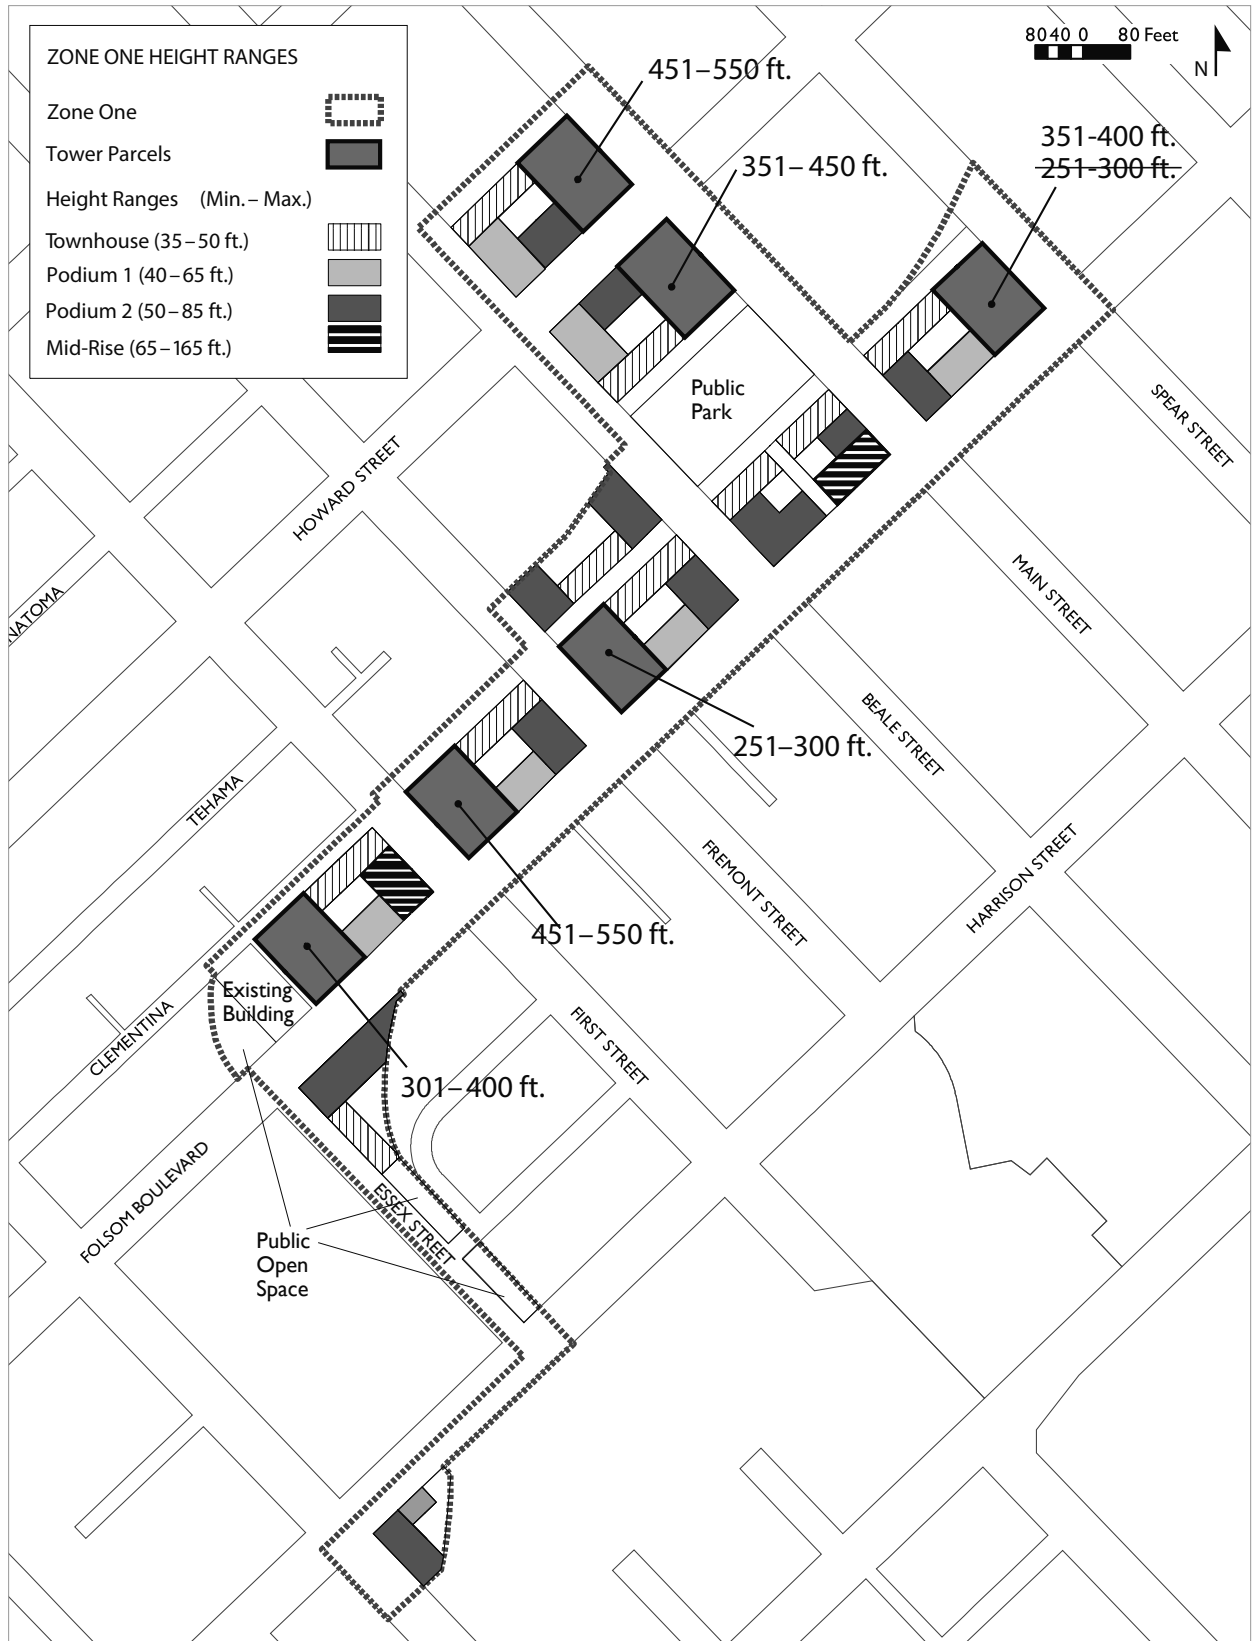 ZONE ONE HEIGHT RANGES
Zone One
Tower Parcels
Height Ranges (Min. – Max.)
Townhouse (35 – 50 ft.)
Podium 1 (40 – 65 ft.)
Podium 2 (50 – 85 ft.)
Mid-Rise (65 – 165 ft.)
80 40 0 80 Feet
N
451–550 ft.
351-400 ft.
251-300 ft.
351– 450 ft.
Public
Park
SPEAR STREET
HOWARD STREET
MAIN STREET
NATOMA
251–300 ft.
BEALE STREET
TEHAMA
FREMONT STREET
HARRISON STREET
451–550 ft.
Existing
Building
CLEMENTINA
FIRST STREET
301– 400 ft.
FOLSOM BOULEVARD
ESSEX STREET
Public
Open
Space